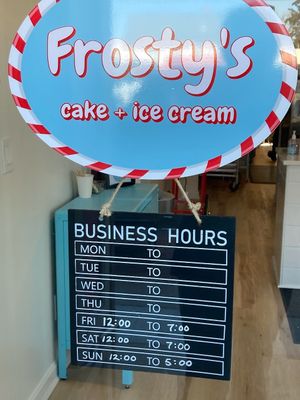 Frosty's
cake + ice cream
BUSINESS HOURS
MON TO
TUE TO
WED TO
THU TO
FRI 12:00 TO 7:00
SAT 12:00 TO 7:00
SUN 12:00 TO 5:00